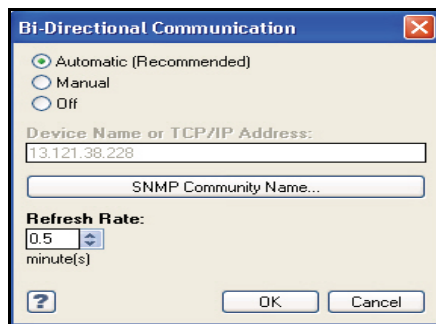 Bi-Directional Communication
Automatic (Recommended)
Manual
Off
Device Name or TCP/IP Address:
13.121.38.228
SNMP Community Name...
Refresh Rate:
0.5
minute(s)
?
OK Cancel